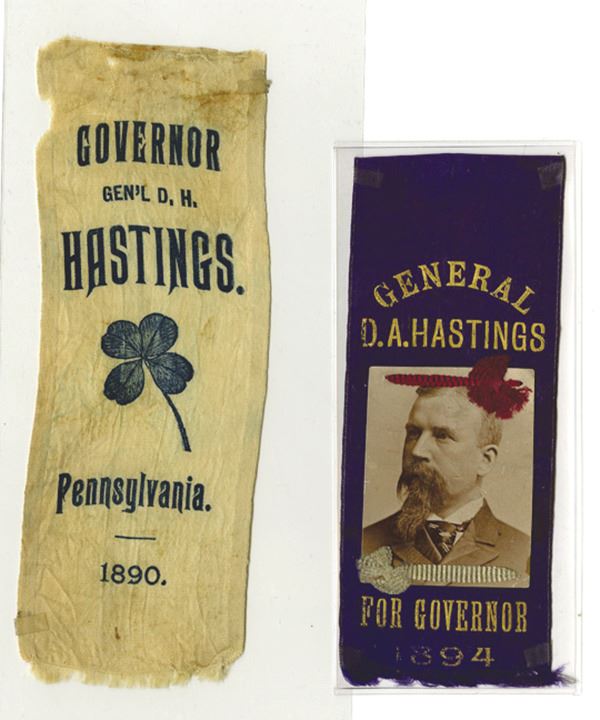 GOVERNOR
GEN'L D. H.
HASTINGS.
Pennsylvania.
1890.
GENERAL
D.A.HASTINGS
FOR GOVERNOR
1894